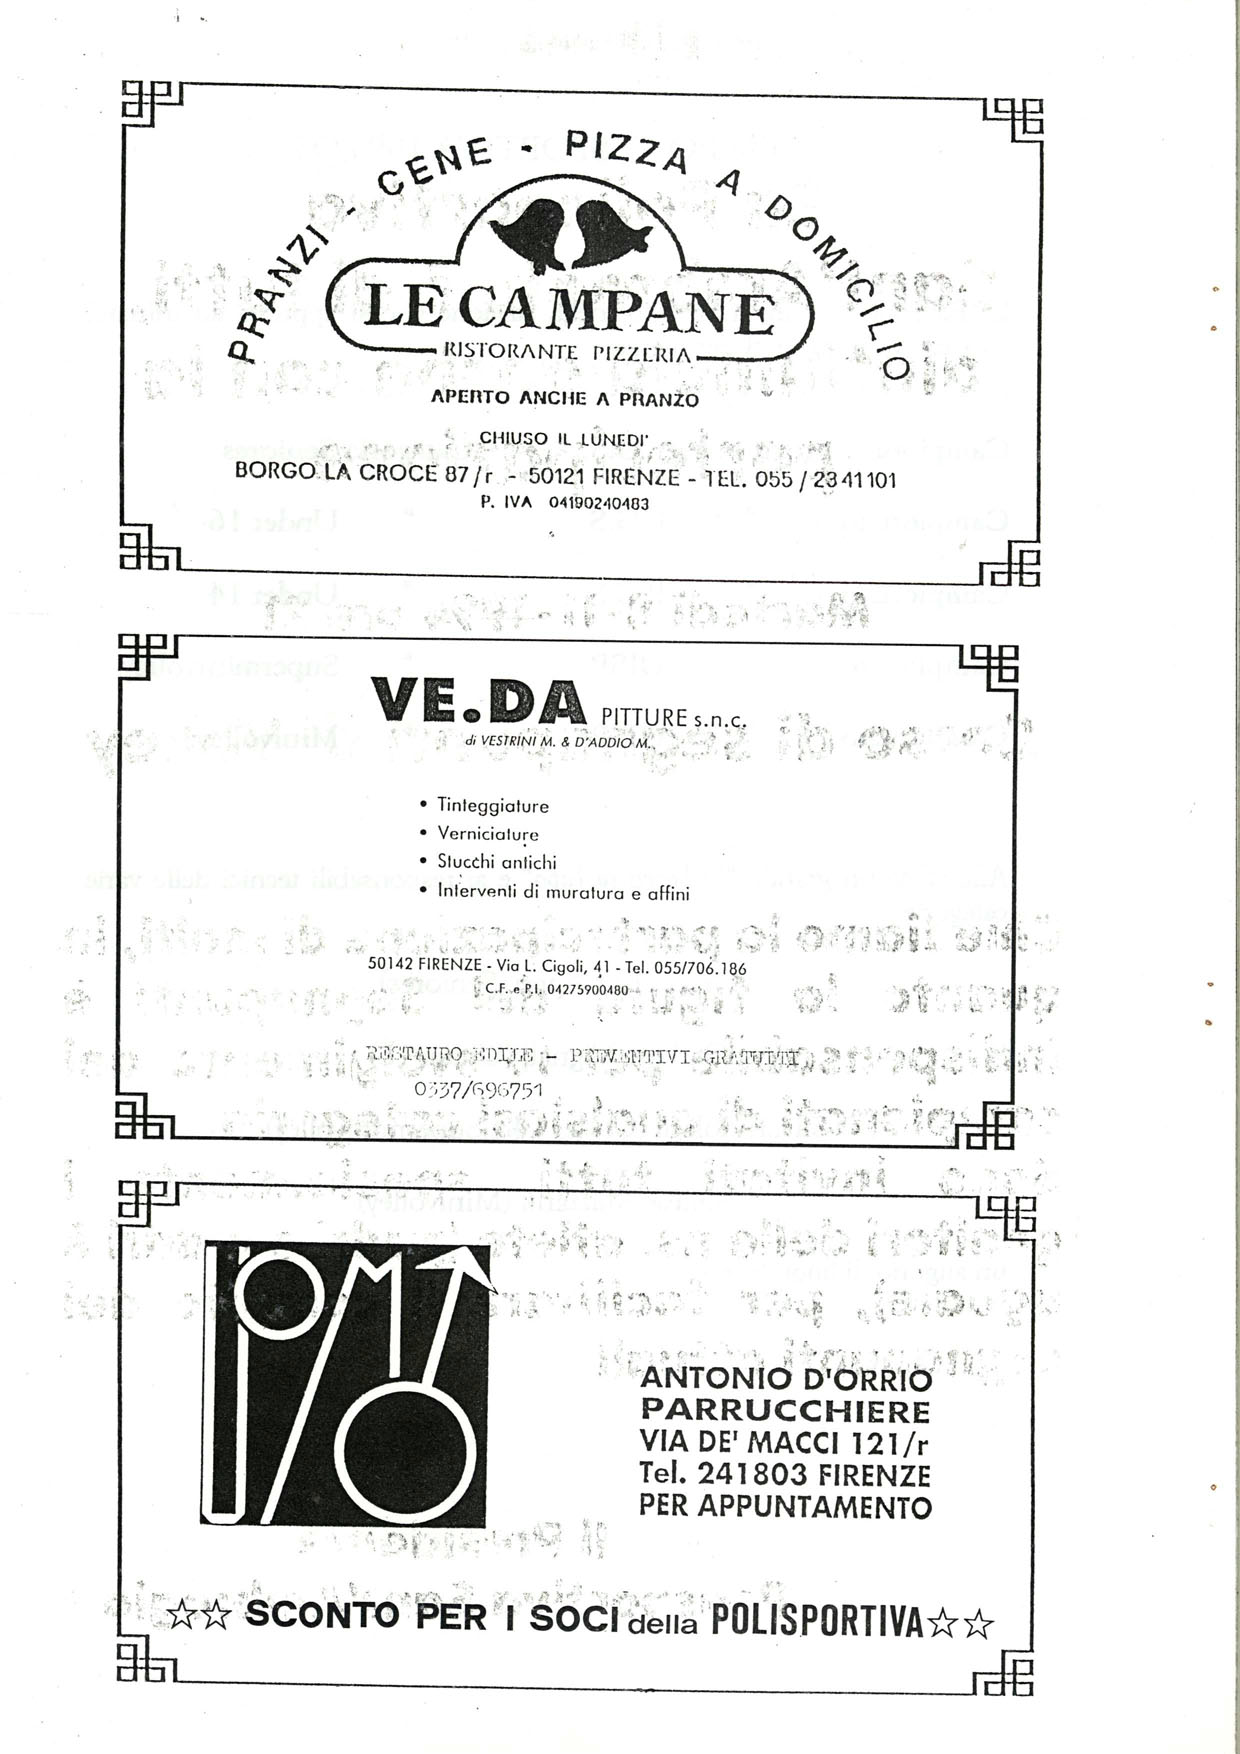 PRANZI - CENE - PIZZA A DOMICILIO
LE CAMPANE
RISTORANTE PIZZERIA
APERTO ANCHE A PRANZO
CHIUSO IL LUNEDI'
BORGO LA CROCE 87/r - 50121 FIRENZE - TEL. 055 / 2341101
P. IVA 04190240483
VE.DA PITTURE s.n.c.
di VESTRINI M. & D'ADDIO M.
• Tinteggiature
• Verniciature
• Stucchi antichi
• Interventi di muratura e affini
50142 FIRENZE - Via L. Cigoli, 41 - Tel. 055/706.186
C.F. e P.I. 04275900480
RESTAURO EDILE - PREVENTIVI GRATUITI
0337/696751
ANTONIO D'ORRIO
PARRUCCHIERE
VIA DE' MACCI 121/r
Tel. 241803 FIRENZE
PER APPUNTAMENTO
☆☆ SCONTO PER I SOCI della POLISPORTIVA ☆☆